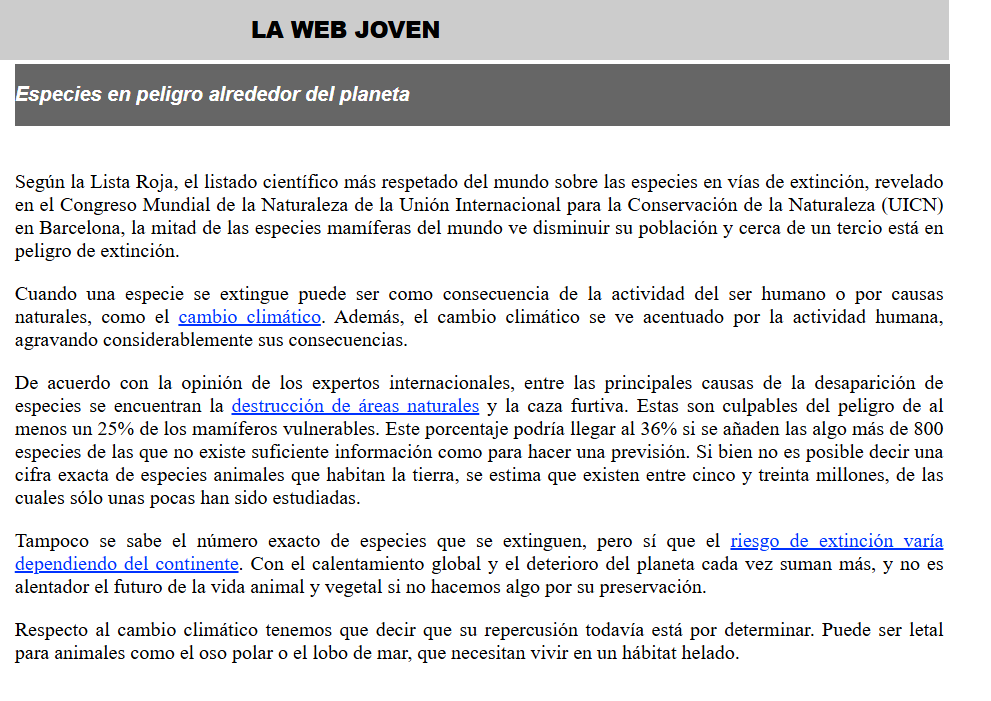 LA WEB JOVEN
Especies en peligro alrededor del planeta
Según la Lista Roja, el listado científico más respetado del mundo sobre las especies en vías de extinción, revelado
en el Congreso Mundial de la Naturaleza de la Unión Internacional para la Conservación de la Naturaleza (UICN)
en Barcelona, la mitad de las especies mamíferas del mundo ve disminuir su población y cerca de un tercio está en
peligro de extinción.
Cuando una especie se extingue puede ser como consecuencia de la actividad del ser humano o por causas
naturales, como el cambio climático. Además, el cambio climático se ve acentuado por la actividad humana,
agravando considerablemente sus consecuencias.
De acuerdo con la opinión de los expertos internacionales, entre las principales causas de la desaparición de
especies se encuentran la destrucción de áreas naturales y la caza furtiva. Estas son culpables del peligro de al
menos un 25% de los mamíferos vulnerables. Este porcentaje podría llegar al 36% si se añaden las algo más de 800
especies de las que no existe suficiente información como para hacer una previsión. Si bien no es posible decir una
cifra exacta de especies animales que habitan la tierra, se estima que existen entre cinco y treinta millones, de las
cuales sólo unas pocas han sido estudiadas.
Tampoco se sabe el número exacto de especies que se extinguen, pero sí que el riesgo de extinción varía
dependiendo del continente. Con el calentamiento global y el deterioro del planeta cada vez suman más, y no es
alentador el futuro de la vida animal y vegetal si no hacemos algo por su preservación.
Respecto al cambio climático tenemos que decir que su repercusión todavía está por determinar. Puede ser letal
para animales como el oso polar o el lobo de mar, que necesitan vivir en un hábitat helado.